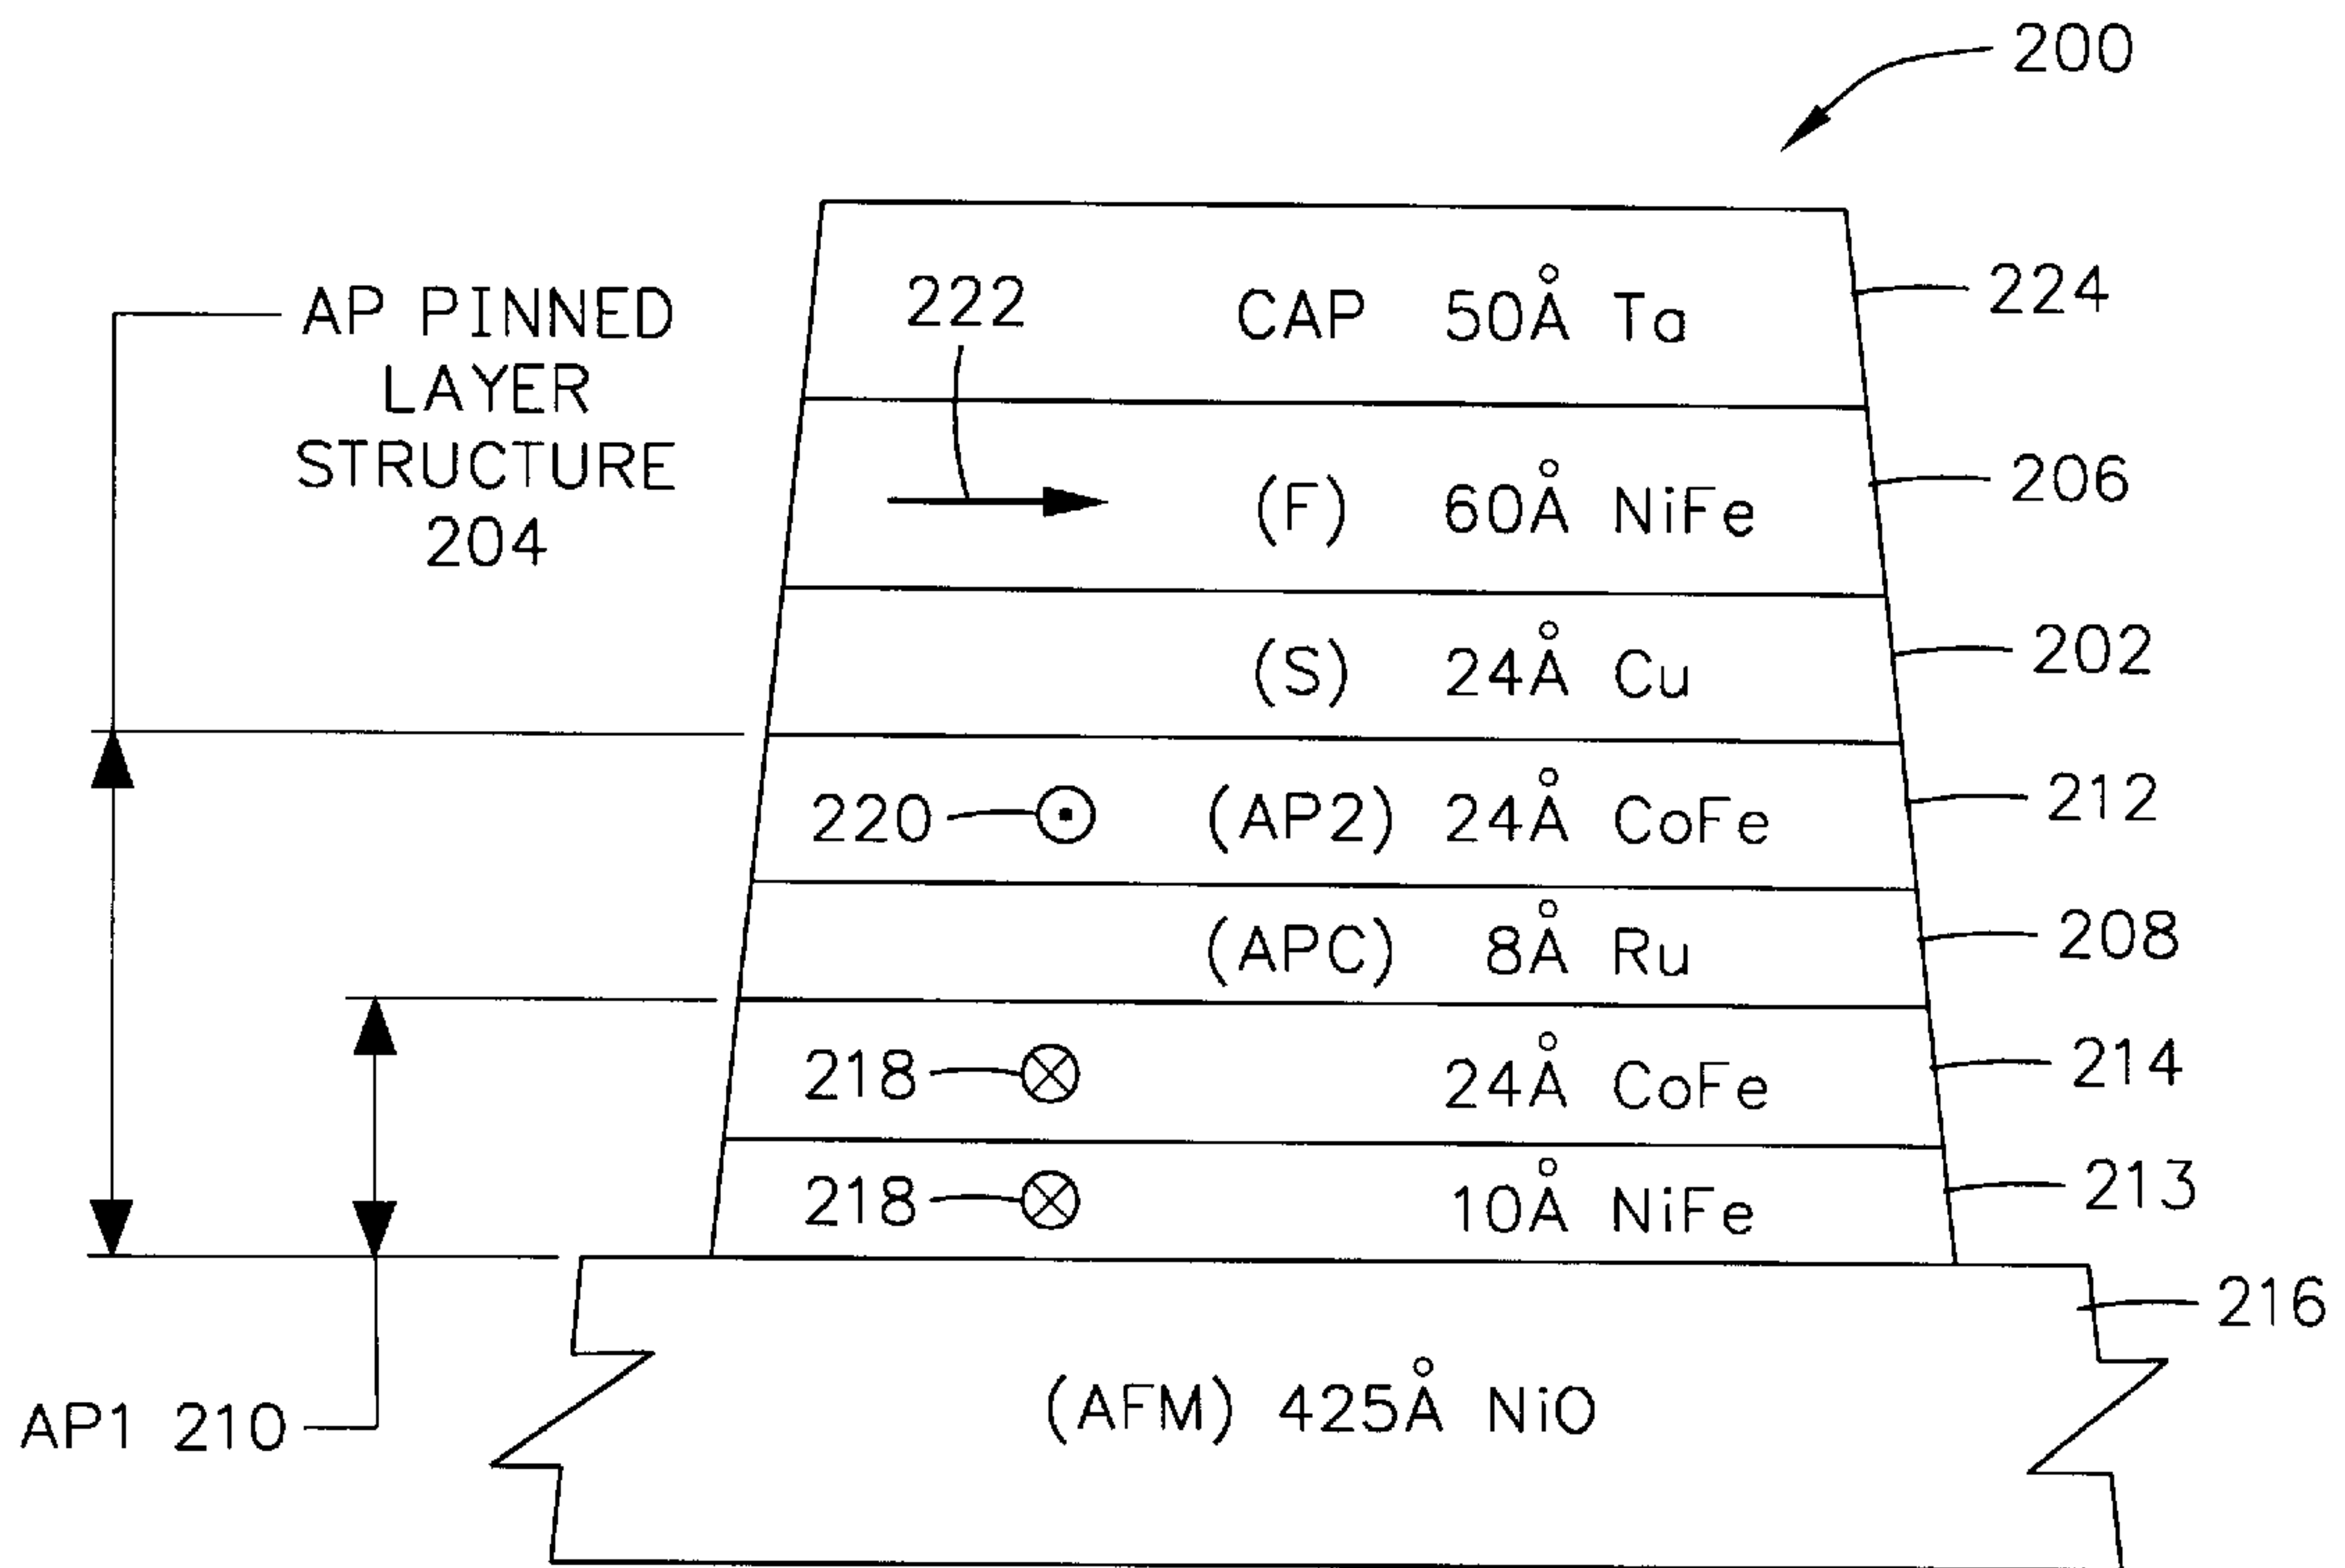 200
AP PINNED
LAYER
STRUCTURE
204
222
CAP 50Å Ta
224
(F) 60Å NiFe
206
(S) 24Å Cu
202
220
(AP2) 24Å CoFe
212
(APC) 8Å Ru
208
218
24Å CoFe
214
218
10Å NiFe
213
216
(AFM) 425Å NiO
AP1 210